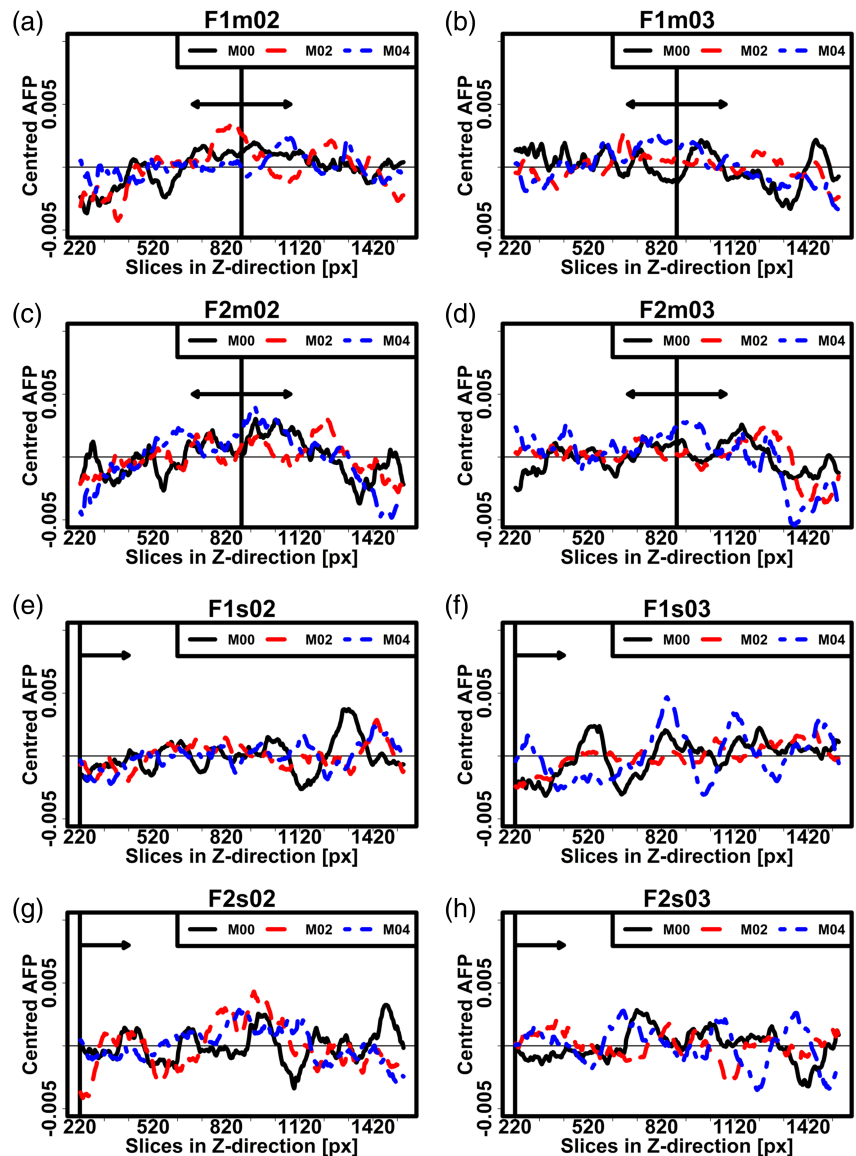 (a) F1m02
M00 M02 M04
Centred AFP
0.005
-0.005
220 520 820 1120 1420
Slices in Z-direction [px]
(b) F1m03
M00 M02 M04
Centred AFP
0.005
-0.005
220 520 820 1120 1420
Slices in Z-direction [px]
(c) F2m02
M00 M02 M04
Centred AFP
0.005
-0.005
220 520 820 1120 1420
Slices in Z-direction [px]
(d) F2m03
M00 M02 M04
Centred AFP
0.005
-0.005
220 520 820 1120 1420
Slices in Z-direction [px]
(e) F1s02
M00 M02 M04
Centred AFP
0.005
-0.005
220 520 820 1120 1420
Slices in Z-direction [px]
(f) F1s03
M00 M02 M04
Centred AFP
0.005
-0.005
220 520 820 1120 1420
Slices in Z-direction [px]
(g) F2s02
M00 M02 M04
Centred AFP
0.005
-0.005
220 520 820 1120 1420
Slices in Z-direction [px]
(h) F2s03
M00 M02 M04
Centred AFP
0.005
-0.005
220 520 820 1120 1420
Slices in Z-direction [px]